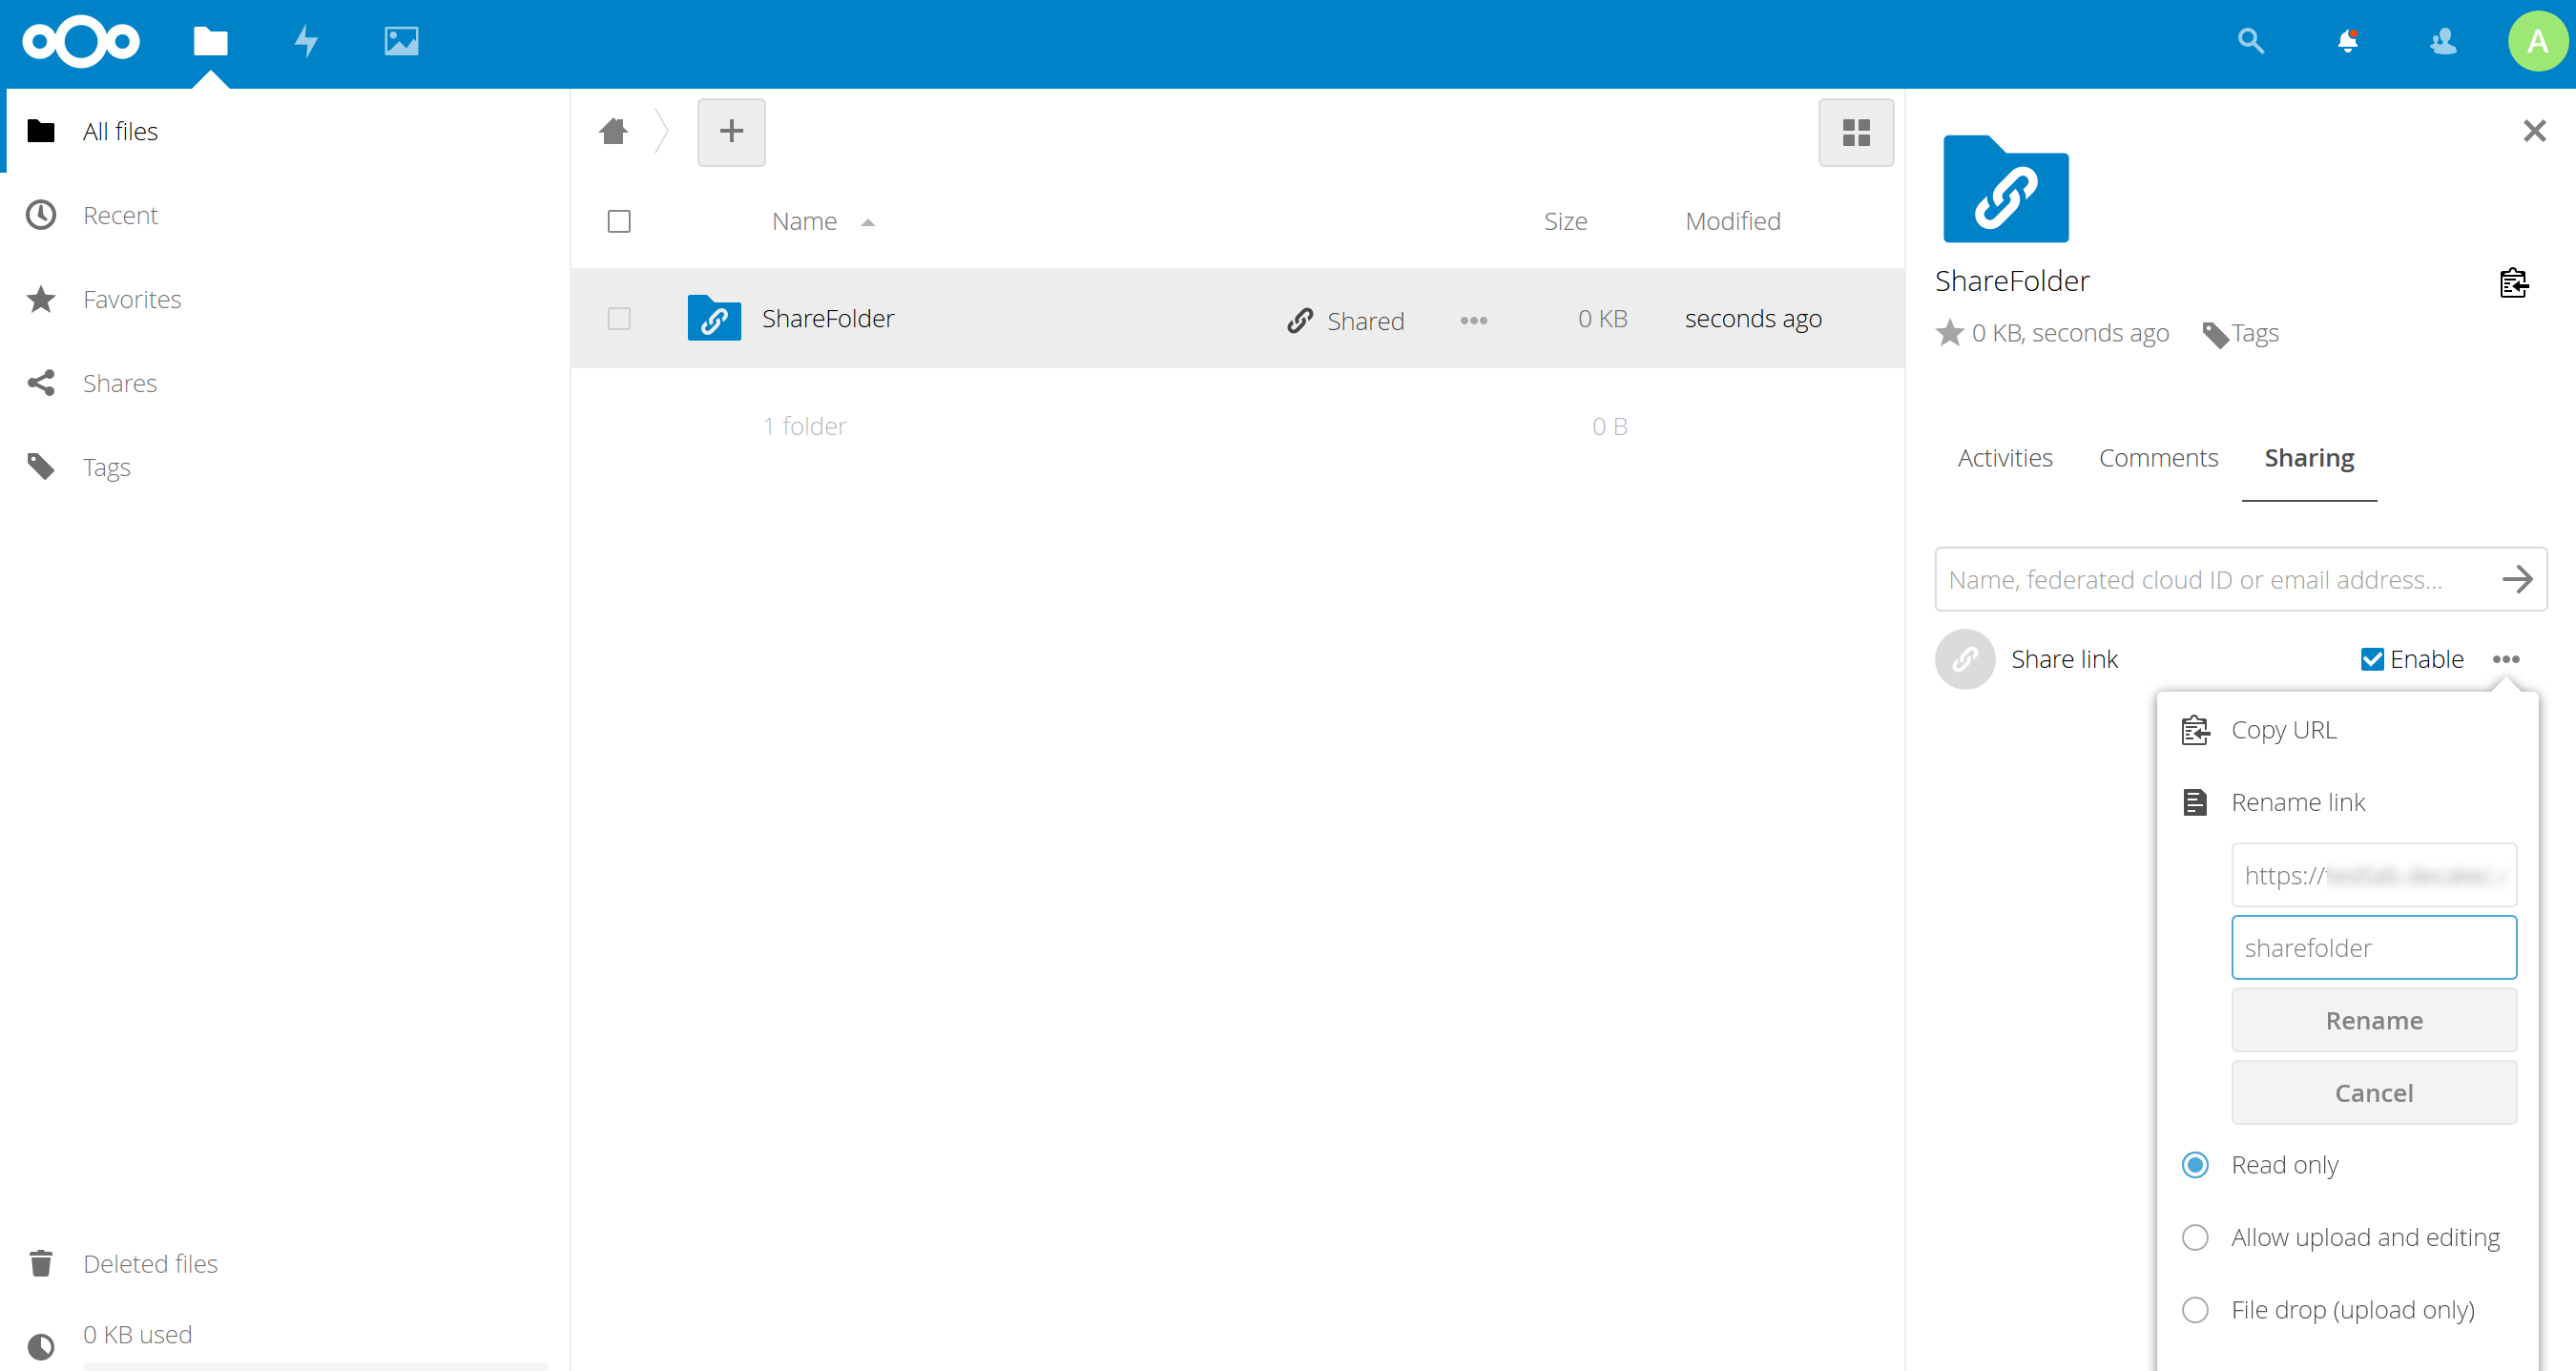 A
All files
Recent
Favorites
Shares
Tags
Deleted files
0 KB used
Name Size Modified
ShareFolder Shared 0 KB seconds ago
1 folder 0 B
ShareFolder
0 KB, seconds ago Tags
Activities Comments Sharing
Name, federated cloud ID or email address...
Share link Enable
Copy URL
Rename link
https://
sharefolder
Rename
Cancel
Read only
Allow upload and editing
File drop (upload only)